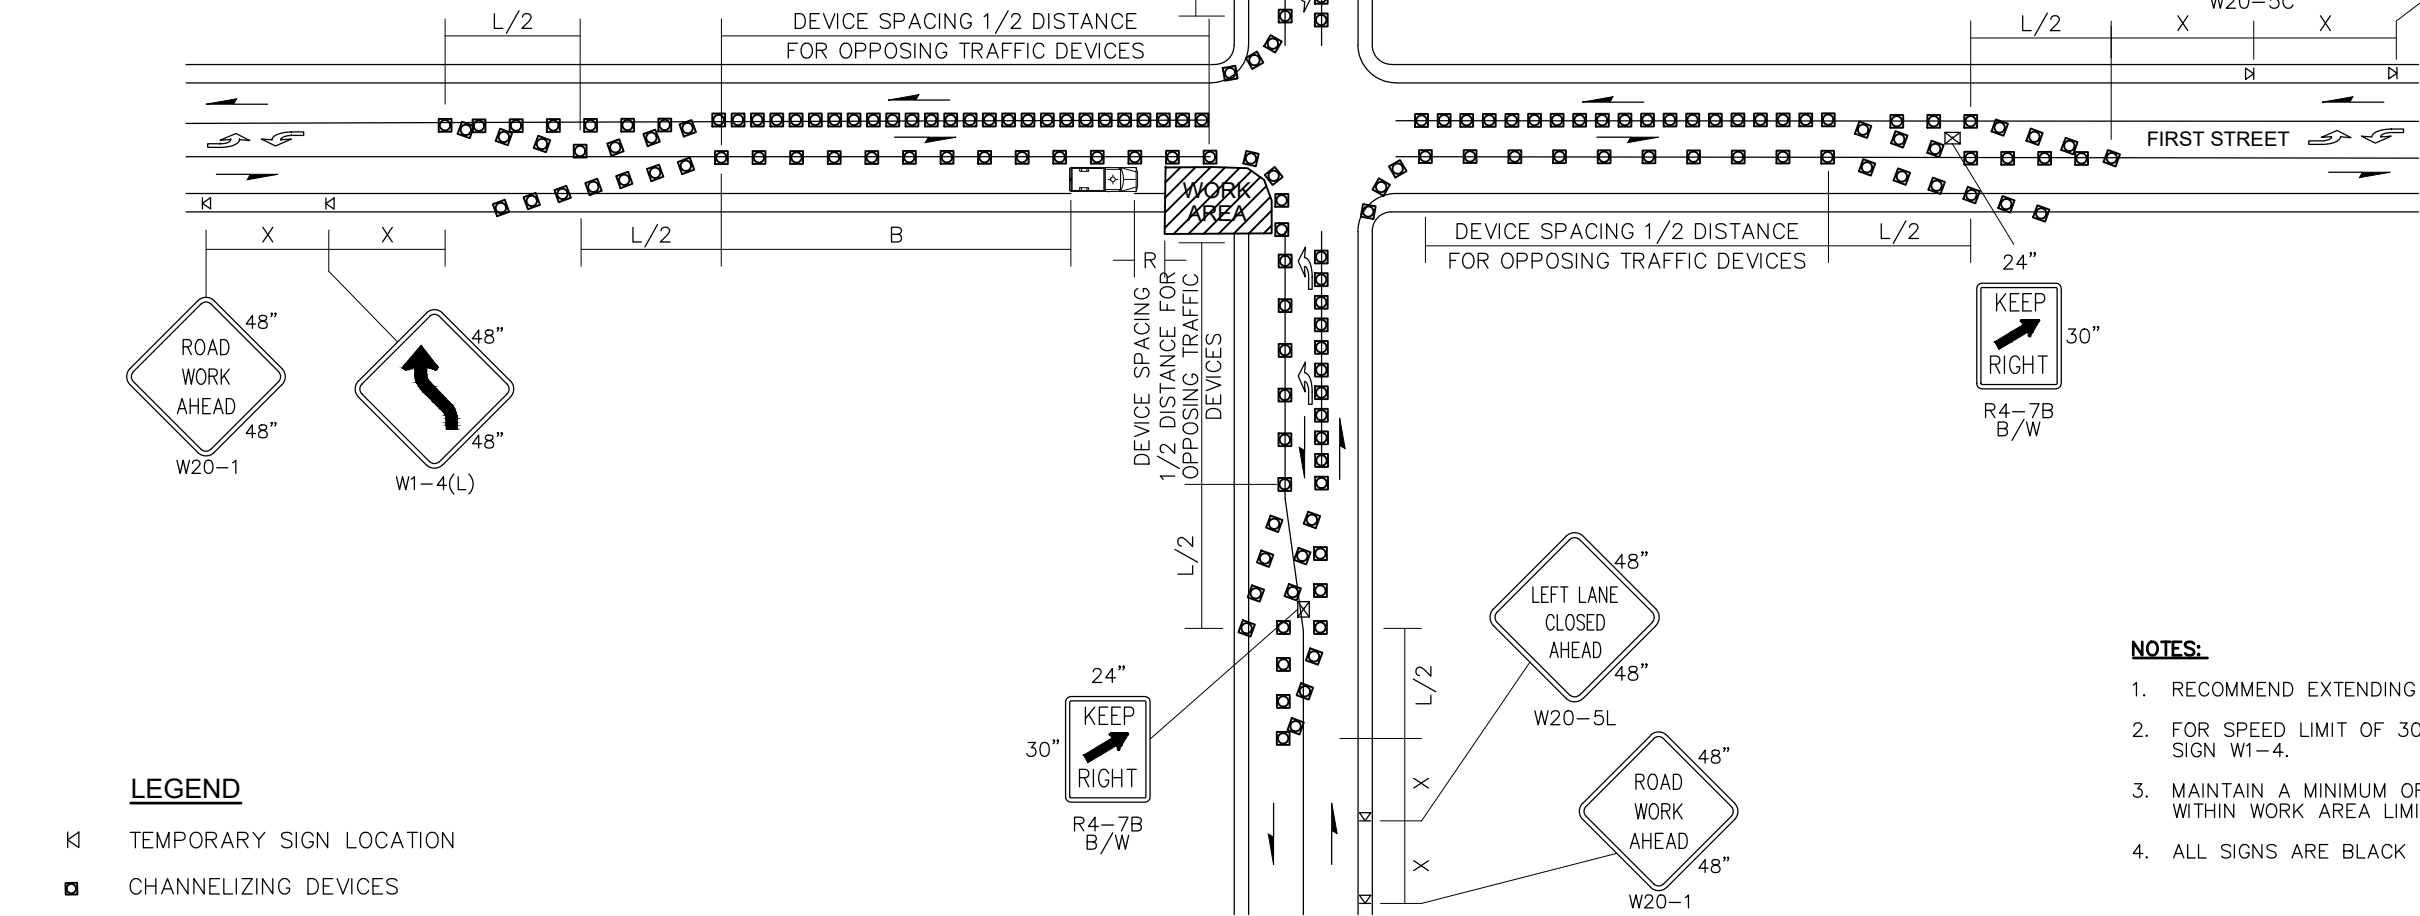 W20-5C
L/2
DEVICE SPACING 1/2 DISTANCE
FOR OPPOSING TRAFFIC DEVICES
L/2
X
X
FIRST STREET
WORK
AREA
X
X
L/2
B
R
DEVICE SPACING 1/2 DISTANCE
FOR OPPOSING TRAFFIC DEVICES
L/2
24"
KEEP
RIGHT
30"
R4-7B
B/W
48"
ROAD
WORK
AHEAD
48"
W20-1
48"
48"
W1-4(L)
DEVICE SPACING
1/2 DISTANCE FOR
OPPOSING TRAFFIC
DEVICES
L/2
48"
LEFT LANE
CLOSED
AHEAD
48"
W20-5L
L/2
24"
KEEP
30"
RIGHT
R4-7B
B/W
X
X
48"
ROAD
WORK
AHEAD
48"
W20-1
LEGEND
TEMPORARY SIGN LOCATION
CHANNELIZING DEVICES
NOTES:
1. RECOMMEND EXTENDING
2. FOR SPEED LIMIT OF 30
SIGN W1-4.
3. MAINTAIN A MINIMUM OF
WITHIN WORK AREA LIMI
4. ALL SIGNS ARE BLACK